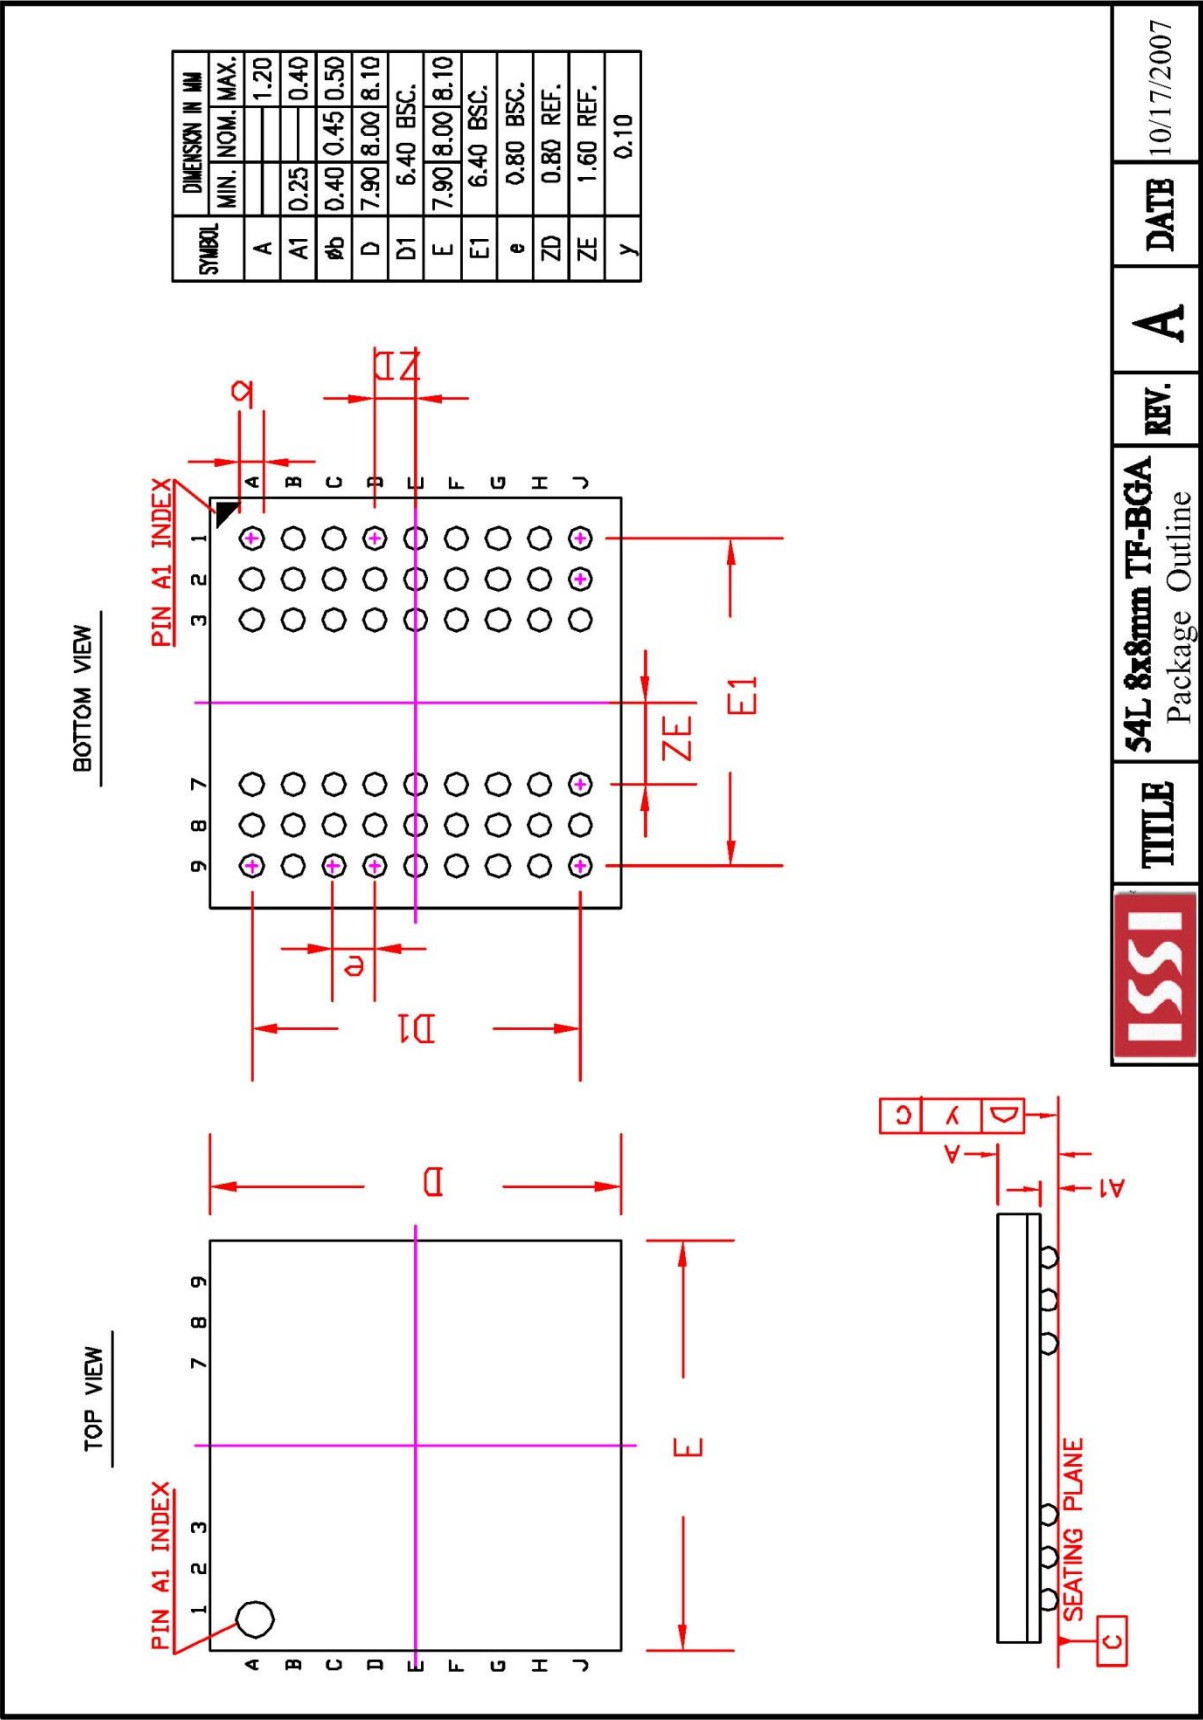 TOP VIEW
PIN A1 INDEX
1 2 3 7 8 9
A
B
C
D
E
F
G
H
J
E
D
BOTTOM VIEW
PIN A1 INDEX
9 8 7 3 2 1
A
B
C
D
E
F
G
H
J
b
ZD
e
D1
ZE
E1
SYMBOL DIMENSION IN MM
MIN. NOM. MAX.
A 1.20
A1 0.25 0.40
øb 0.40 0.45 0.50
D 7.90 8.00 8.10
D1 6.40 BSC.
E 7.90 8.00 8.10
E1 6.40 BSC.
e 0.80 BSC.
ZD 0.80 REF.
ZE 1.60 REF.
y 0.10
C
SEATING PLANE
A
A1
y C
ISSI
TITLE
54L 8x8mm TF-BGA
Package Outline
REV.
A
DATE
10/17/2007